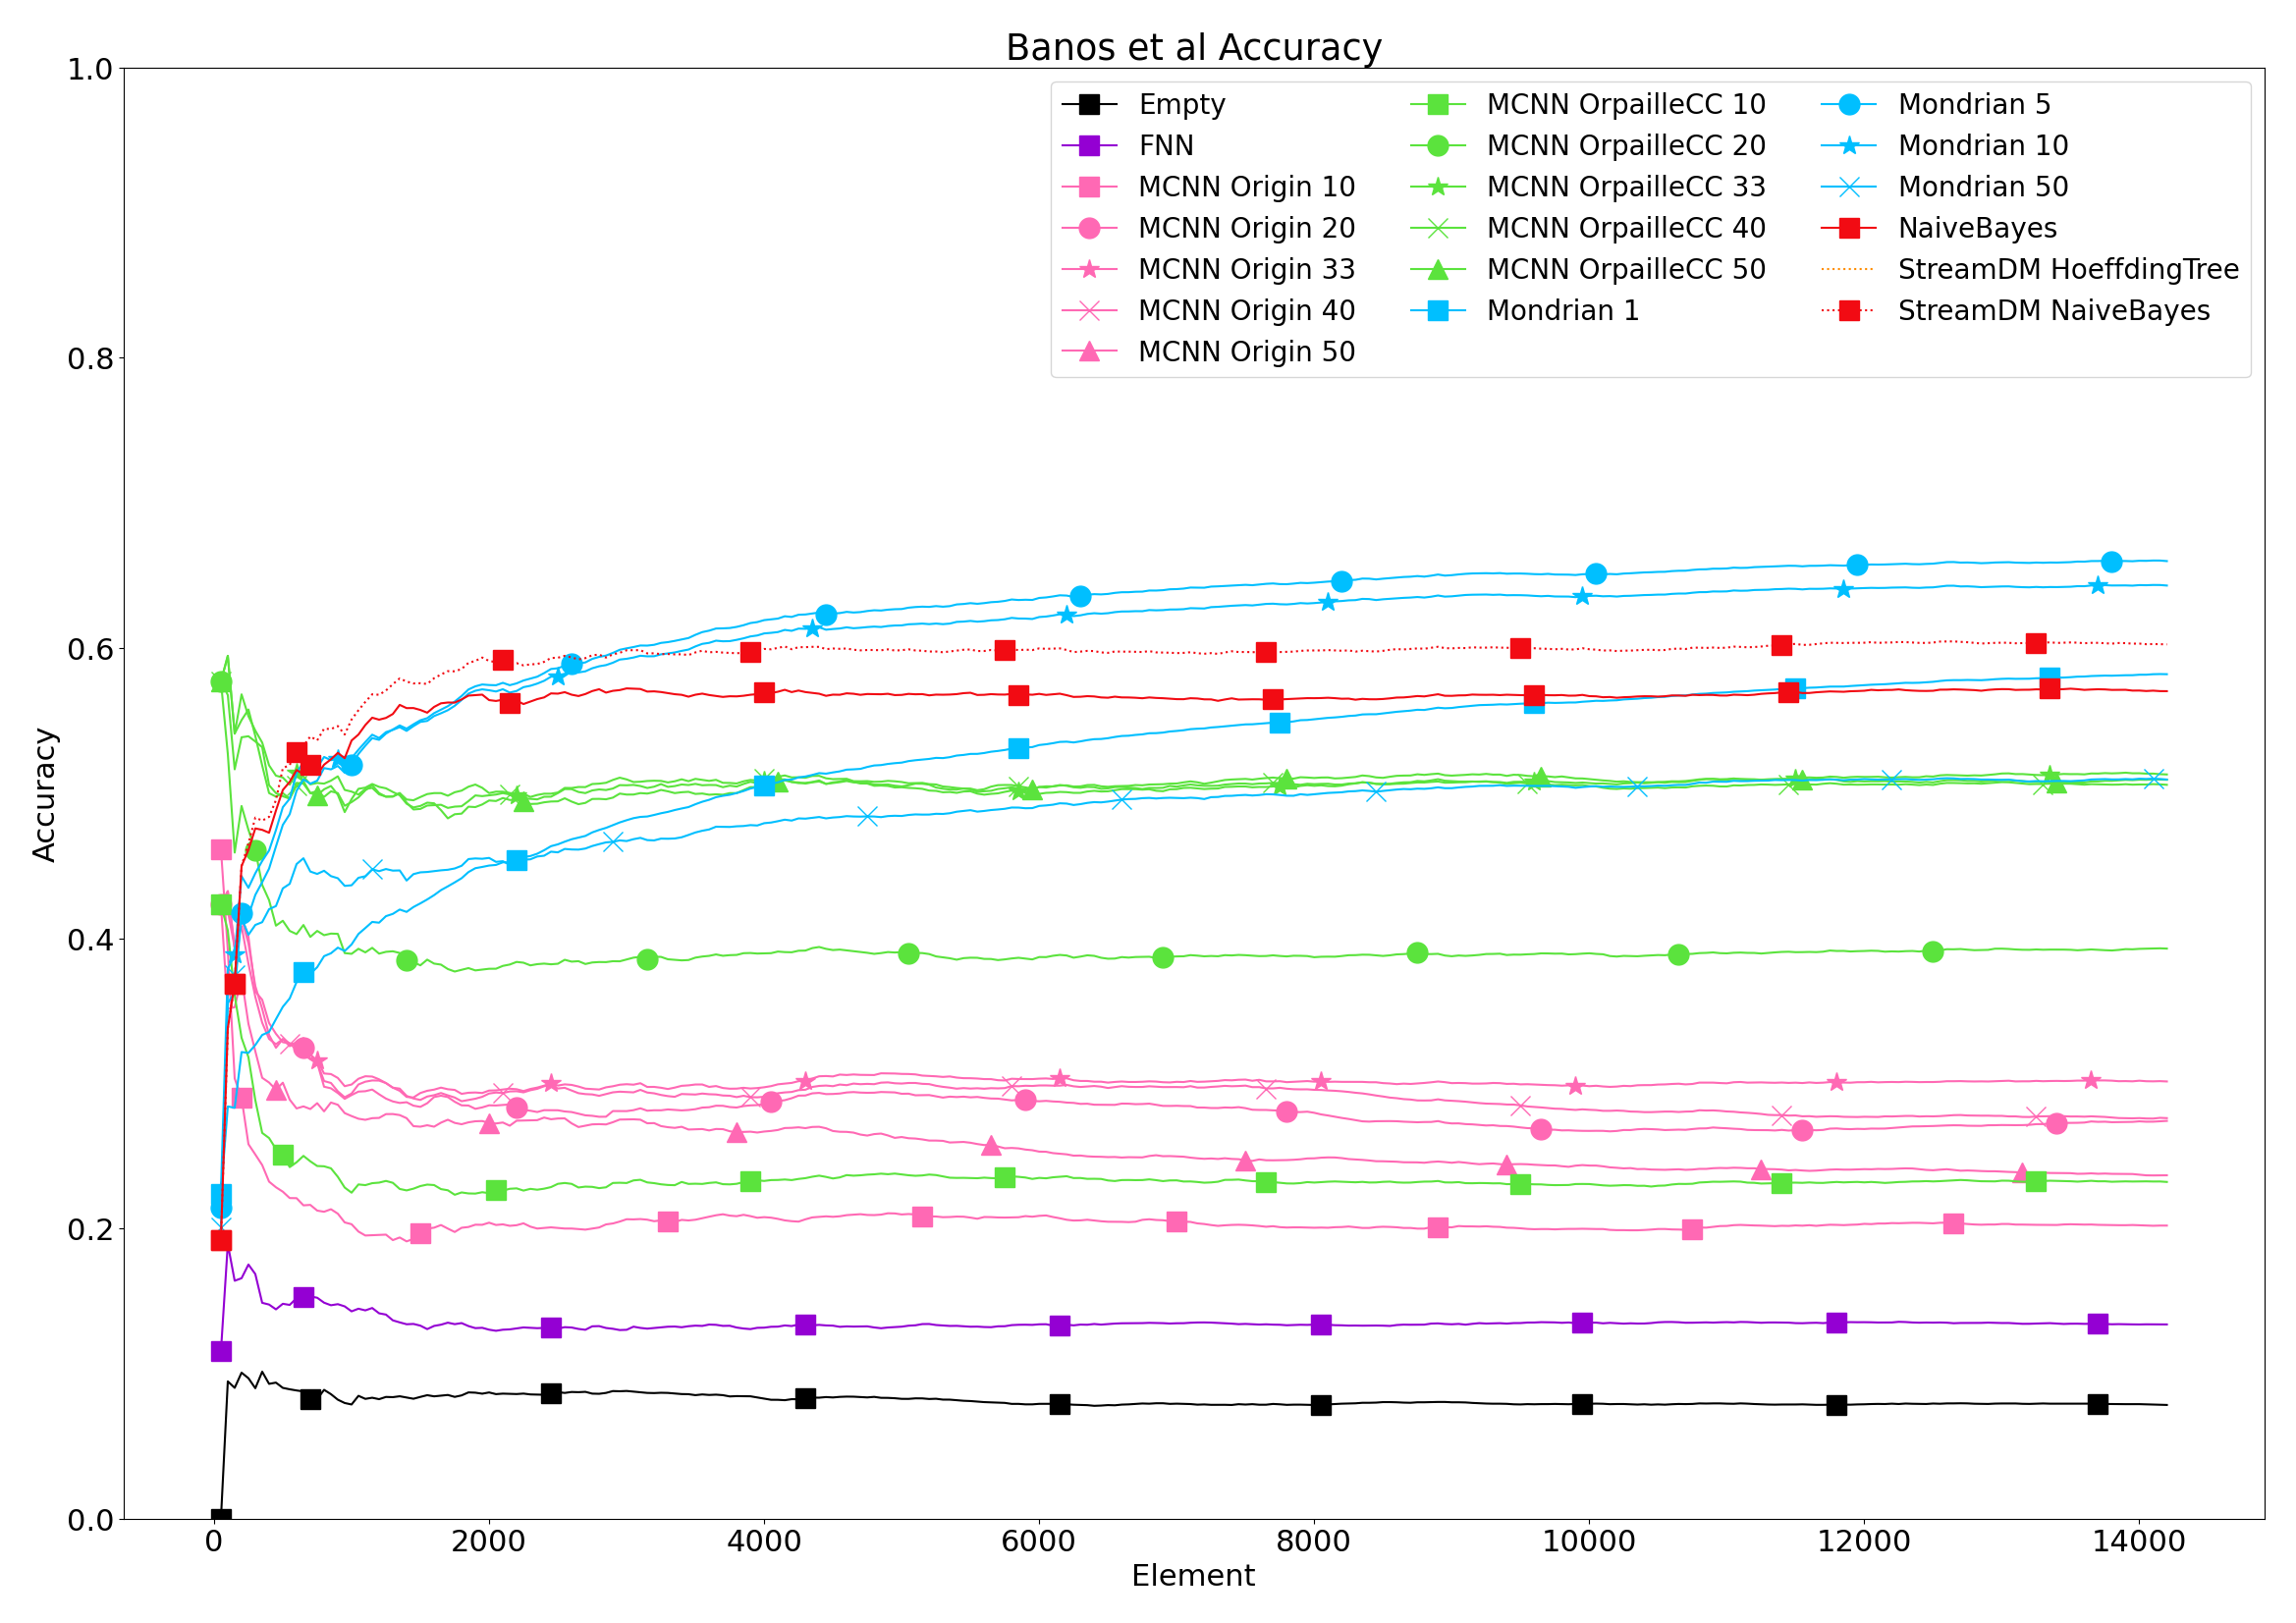 Banos et al Accuracy
1.0
0.8
0.6
0.4
0.2
0.0
Accuracy
Empty
FNN
MCNN Origin 10
MCNN Origin 20
MCNN Origin 33
MCNN Origin 40
MCNN Origin 50
MCNN OrpailleCC 10
MCNN OrpailleCC 20
MCNN OrpailleCC 33
MCNN OrpailleCC 40
MCNN OrpailleCC 50
Mondrian 1
Mondrian 5
Mondrian 10
Mondrian 50
NaiveBayes
StreamDM HoeffdingTree
StreamDM NaiveBayes
0 2000 4000 6000 8000 10000 12000 14000
Element